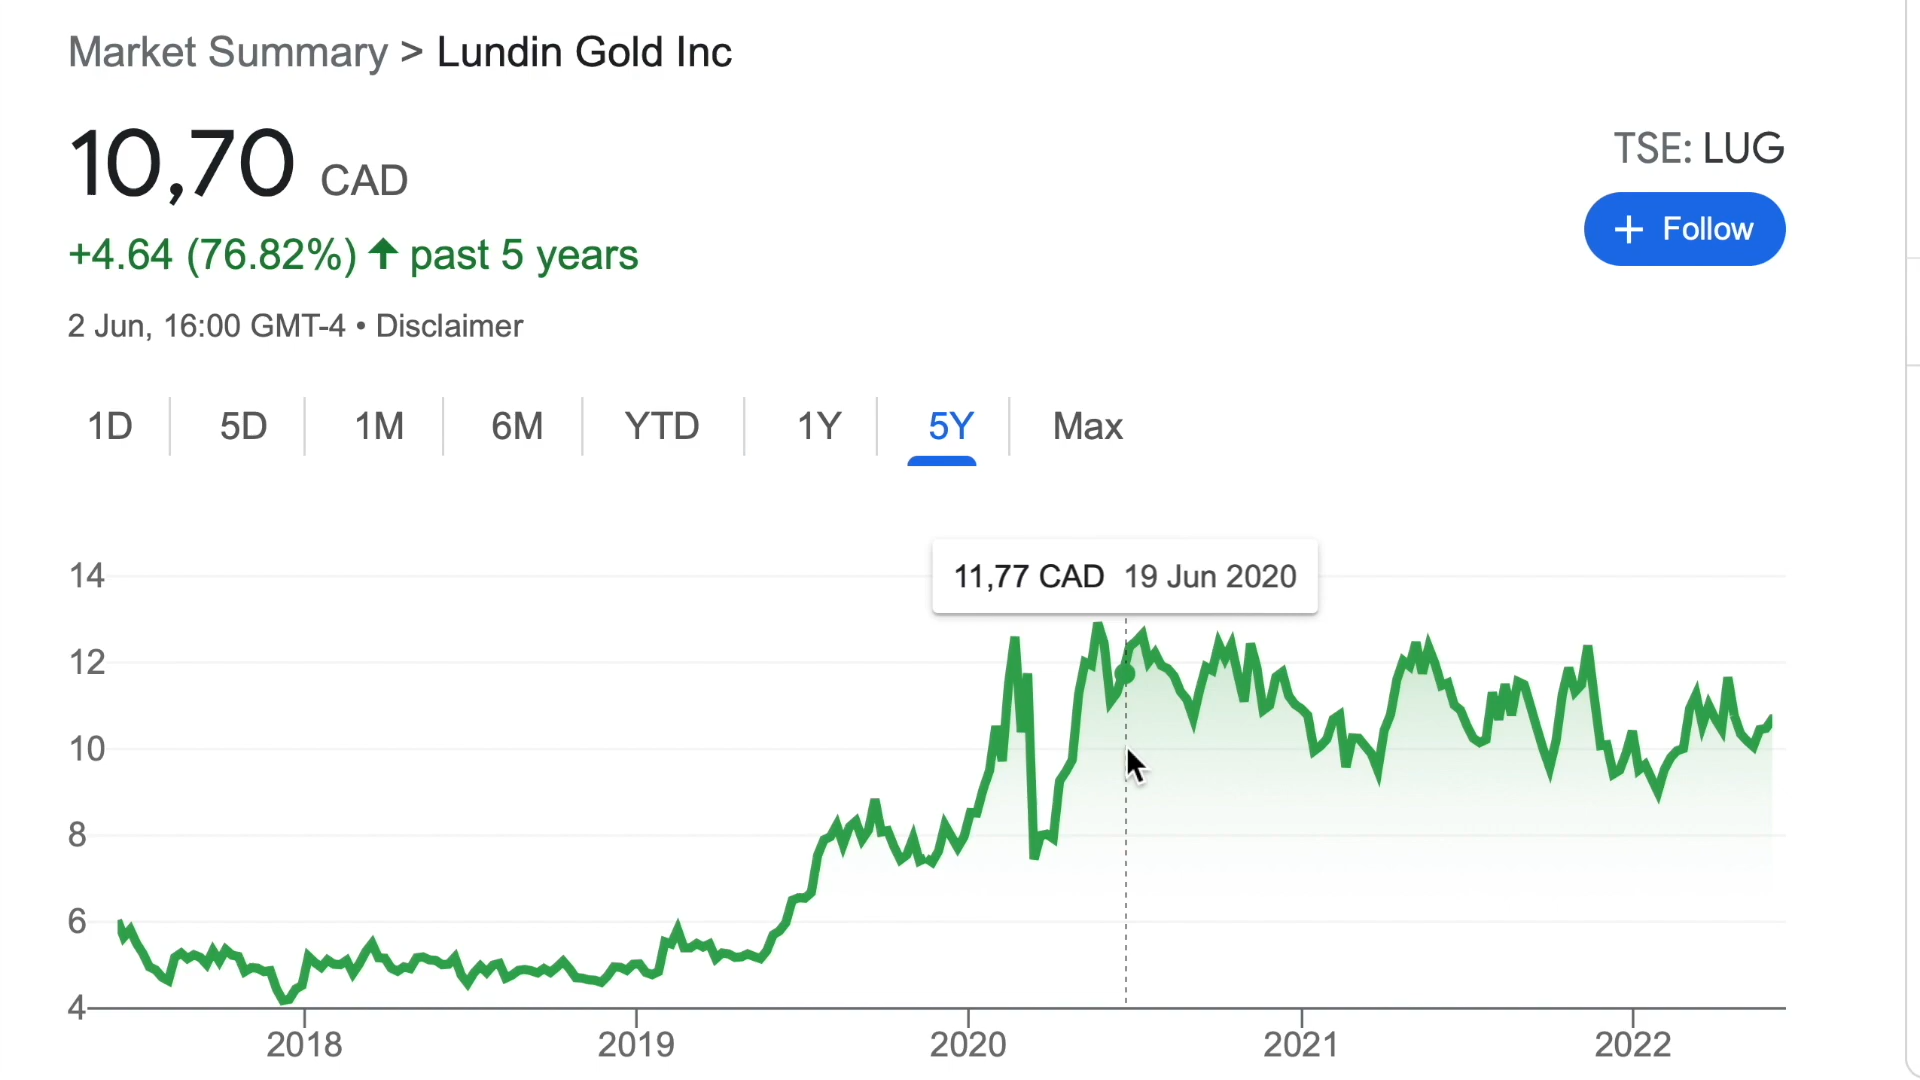 Market Summary > Lundin Gold Inc
10,70 CAD
TSE: LUG
+ Follow
+4.64 (76.82%) ↑ past 5 years
2 Jun, 16:00 GMT-4 • Disclaimer
1D 5D 1M 6M YTD 1Y 5Y Max
11,77 CAD 19 Jun 2020
14
12
10
8
6
4
2018 2019 2020 2021 2022